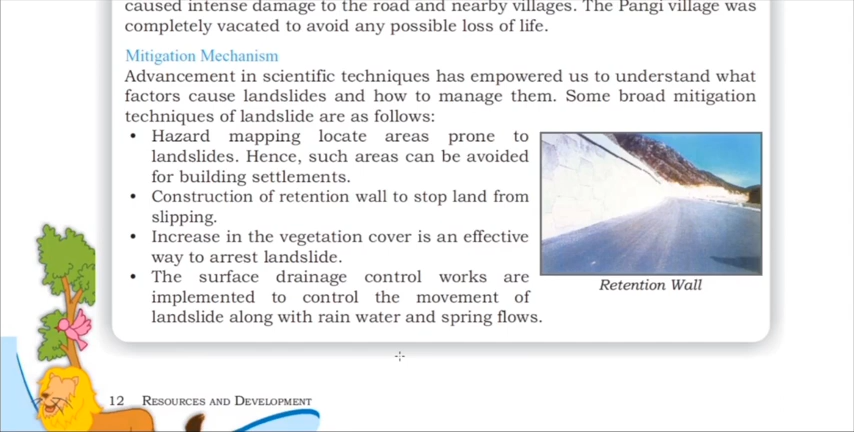 caused intense damage to the road and nearby villages. The Pangi village was
completely vacated to avoid any possible loss of life.
Mitigation Mechanism
Advancement in scientific techniques has empowered us to understand what
factors cause landslides and how to manage them. Some broad mitigation
techniques of landslide are as follows:
• Hazard mapping locate areas prone to
landslides. Hence, such areas can be avoided
for building settlements.
• Construction of retention wall to stop land from
slipping.
• Increase in the vegetation cover is an effective
way to arrest landslide.
• The surface drainage control works are
implemented to control the movement of
landslide along with rain water and spring flows.
Retention Wall
12 RESOURCES AND DEVELOPMENT